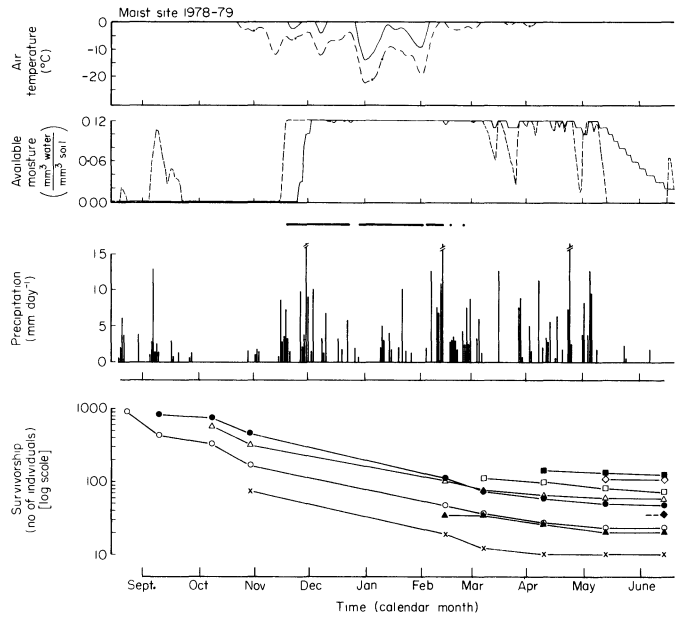 Moist site 1978-79
Air
temperature
(°C)
0
-10
-20
Available
moisture
(mm³ water / mm³ soil)
0·12
0·06
0·00
Precipitation
(mm day⁻¹)
15
10
5
0
Survivorship
(no of individuals)
[log scale]
1000
100
10
Sept. Oct Nov Dec Jan Feb Mar Apr May June
Time (calendar month)